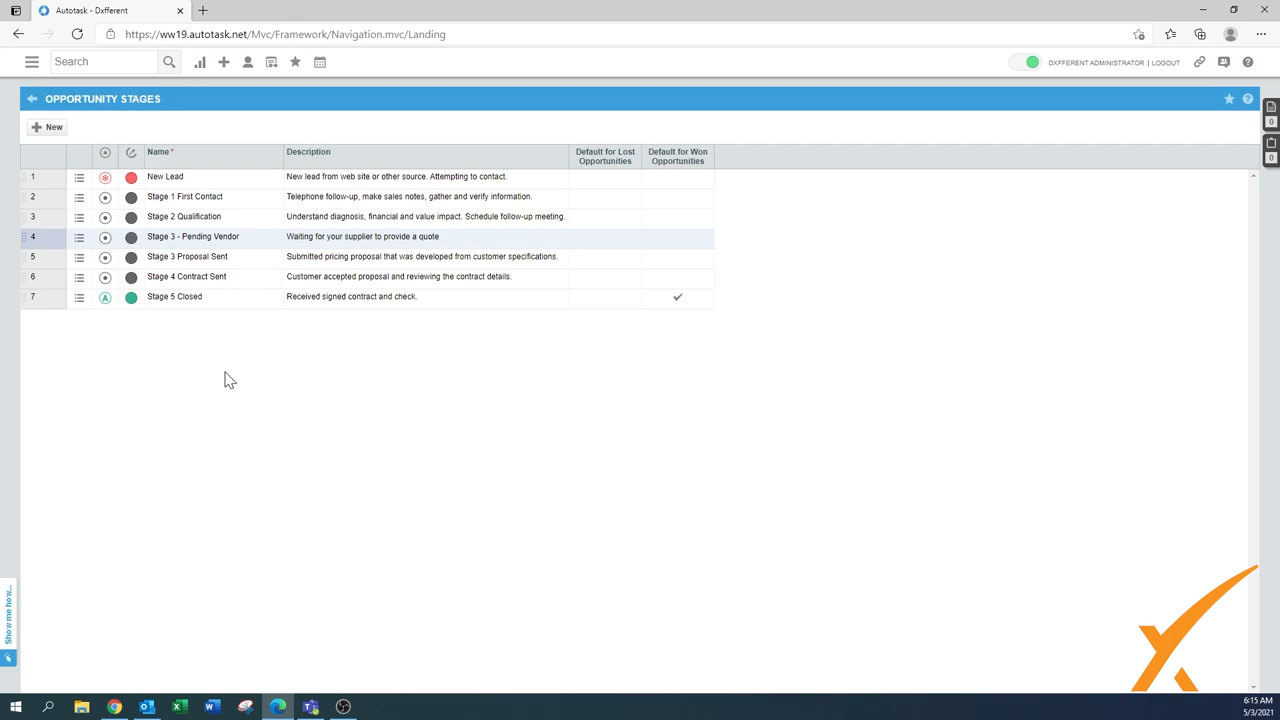 Autotask - Dxfferent
https://ww19.autotask.net/Mvc/Framework/Navigation.mvc/Landing
Search
DXFFERENT ADMINISTRATOR | LOGOUT
OPPORTUNITY STAGES
0
New
0
Name* Description Default for Lost Opportunities Default for Won Opportunities
1 New Lead New lead from web site or other source. Attempting to contact.
2 Stage 1 First Contact Telephone follow-up, make sales notes, gather and verify information.
3 Stage 2 Qualification Understand diagnosis, financial and value impact. Schedule follow-up meeting.
4 Stage 3 - Pending Vendor Waiting for your supplier to provide a quote
5 Stage 3 Proposal Sent Submitted pricing proposal that was developed from customer specifications.
6 Stage 4 Contract Sent Customer accepted proposal and reviewing the contract details.
7 A Stage 5 Closed Received signed contract and check.
Show me how...
6:15 AM
5/3/2021